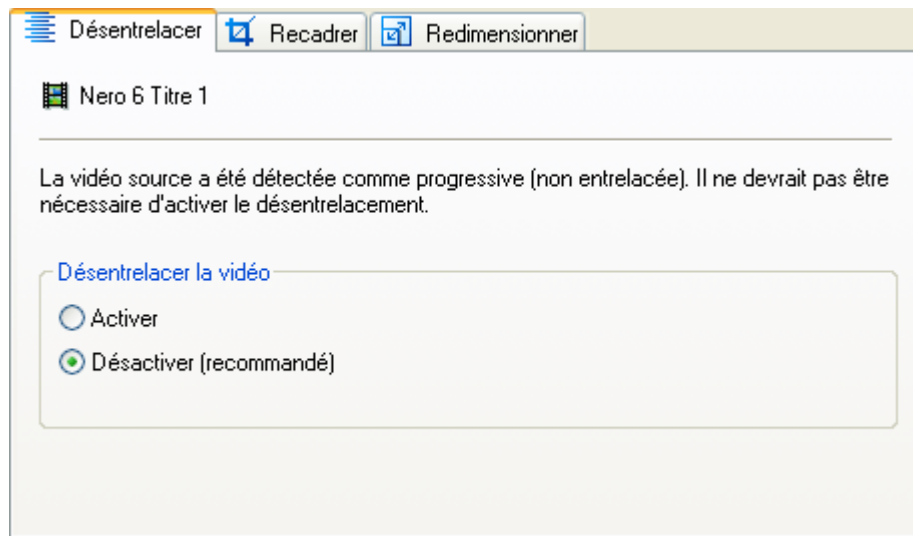 Désentrelacer
Recadrer
Redimensionner
Nero 6 Titre 1
La vidéo source a été détectée comme progressive (non entrelacée). Il ne devrait pas être
nécessaire d'activer le désentrelacement.
Désentrelacer la vidéo
Activer
Désactiver (recommandé)